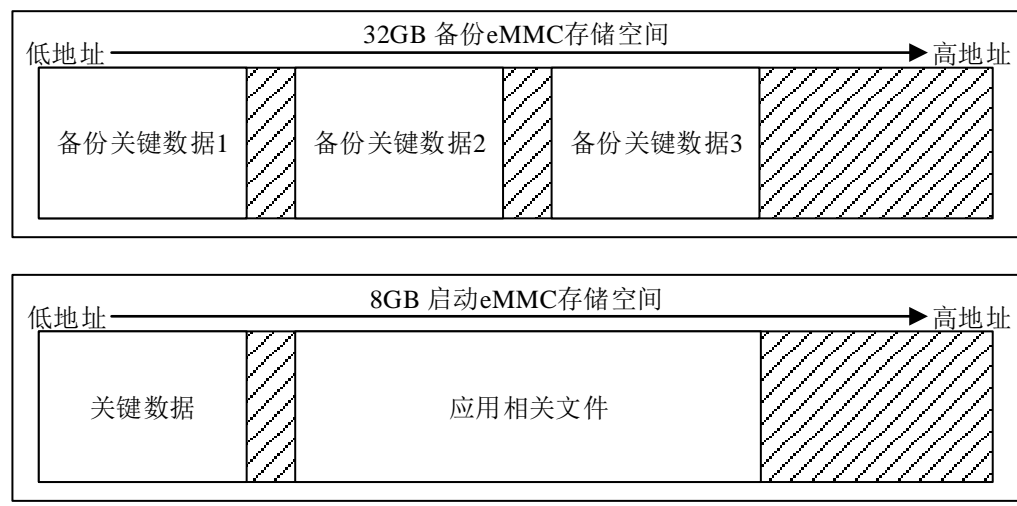 32GB 备份eMMC存储空间
低地址 高地址
备份关键数据1 备份关键数据2 备份关键数据3
8GB 启动eMMC存储空间
低地址 高地址
关键数据 应用相关文件